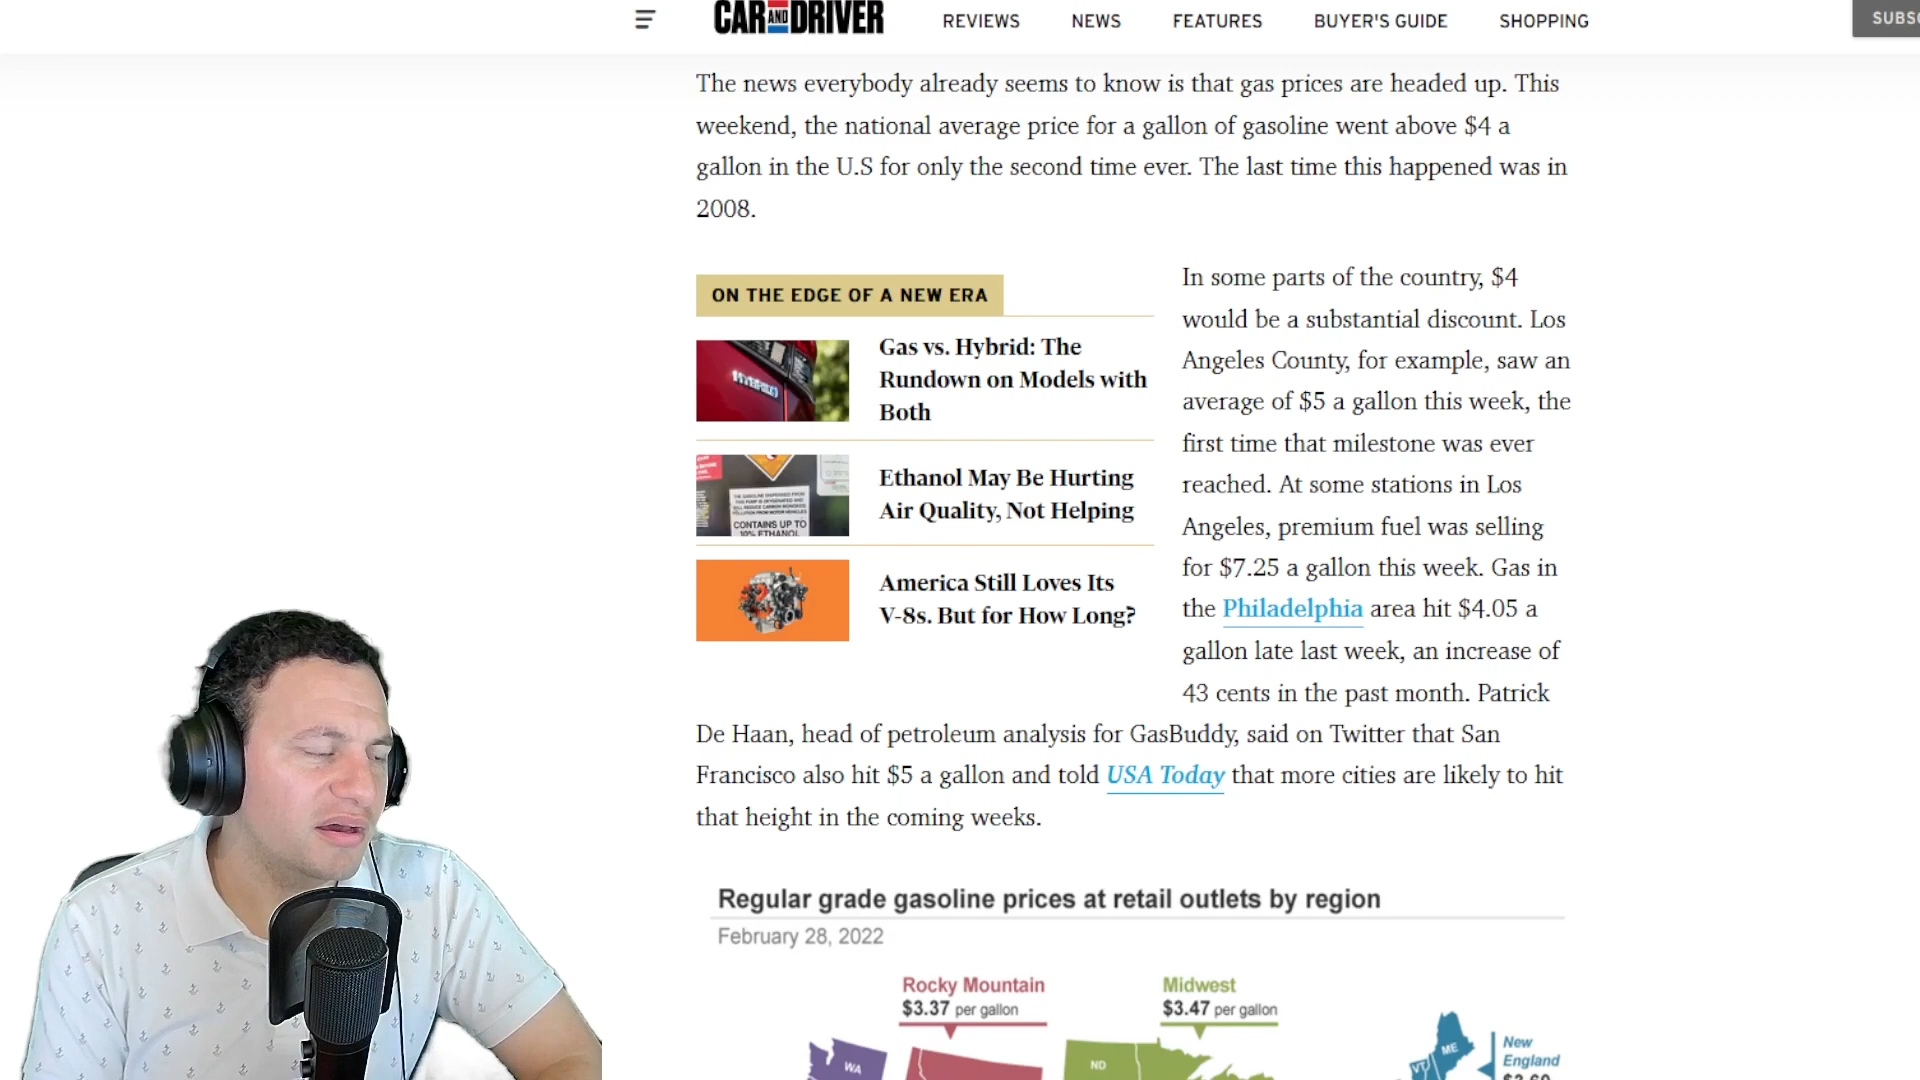 CAR AND DRIVER
REVIEWS
NEWS
FEATURES
BUYER'S GUIDE
SHOPPING
The news everybody already seems to know is that gas prices are headed up. This
weekend, the national average price for a gallon of gasoline went above $4 a
gallon in the U.S for only the second time ever. The last time this happened was in
2008.
ON THE EDGE OF A NEW ERA
Gas vs. Hybrid: The
Rundown on Models with
Both
Ethanol May Be Hurting
Air Quality, Not Helping
CONTAINS UP TO
10% ETHANOL
America Still Loves Its
V-8s. But for How Long?
In some parts of the country, $4
would be a substantial discount. Los
Angeles County, for example, saw an
average of $5 a gallon this week, the
first time that milestone was ever
reached. At some stations in Los
Angeles, premium fuel was selling
for $7.25 a gallon this week. Gas in
the Philadelphia area hit $4.05 a
gallon late last week, an increase of
43 cents in the past month. Patrick
De Haan, head of petroleum analysis for GasBuddy, said on Twitter that San
Francisco also hit $5 a gallon and told USA Today that more cities are likely to hit
that height in the coming weeks.
Regular grade gasoline prices at retail outlets by region
February 28, 2022
Rocky Mountain
$3.37 per gallon
Midwest
$3.47 per gallon
WA
ND
VT
ME
New
England